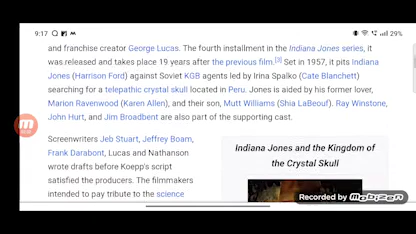 9:17
29%
and franchise creator George Lucas. The fourth installment in the Indiana Jones series, it
was released and takes place 19 years after the previous film.[3] Set in 1957, it pits Indiana
Jones (Harrison Ford) against Soviet KGB agents led by Irina Spalko (Cate Blanchett)
searching for a telepathic crystal skull located in Peru. Jones is aided by his former lover,
Marion Ravenwood (Karen Allen), and their son, Mutt Williams (Shia LaBeouf). Ray Winstone,
John Hurt, and Jim Broadbent are also part of the supporting cast.
Screenwriters Jeb Stuart, Jeffrey Boam,
Frank Darabont, Lucas and Nathanson
wrote drafts before Koepp's script
satisfied the producers. The filmmakers
intended to pay tribute to the science
Indiana Jones and the Kingdom of
the Crystal Skull
Recorded by Mobizen